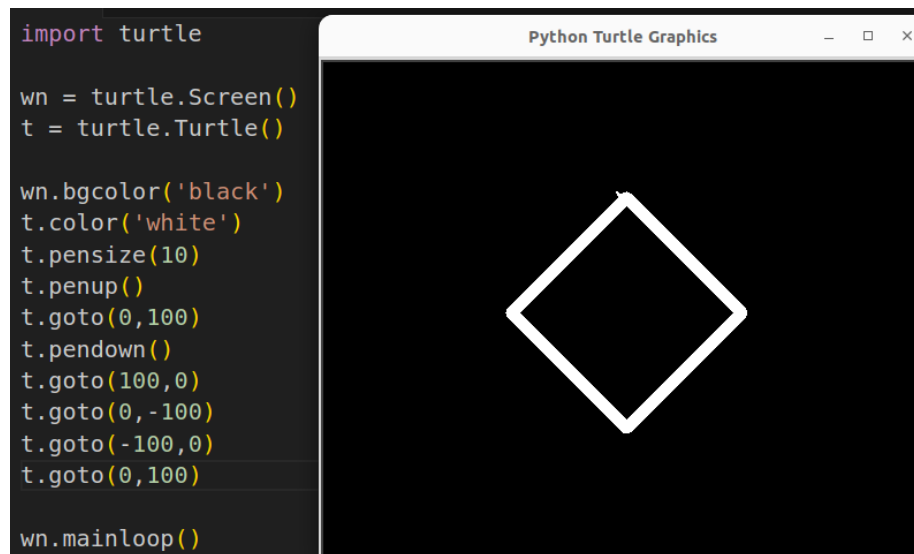 import turtle
wn = turtle.Screen()
t = turtle.Turtle()
wn.bgcolor('black')
t.color('white')
t.pensize(10)
t.penup()
t.goto(0,100)
t.pendown()
t.goto(100,0)
t.goto(0,-100)
t.goto(-100,0)
t.goto(0,100)
wn.mainloop()
Python Turtle Graphics